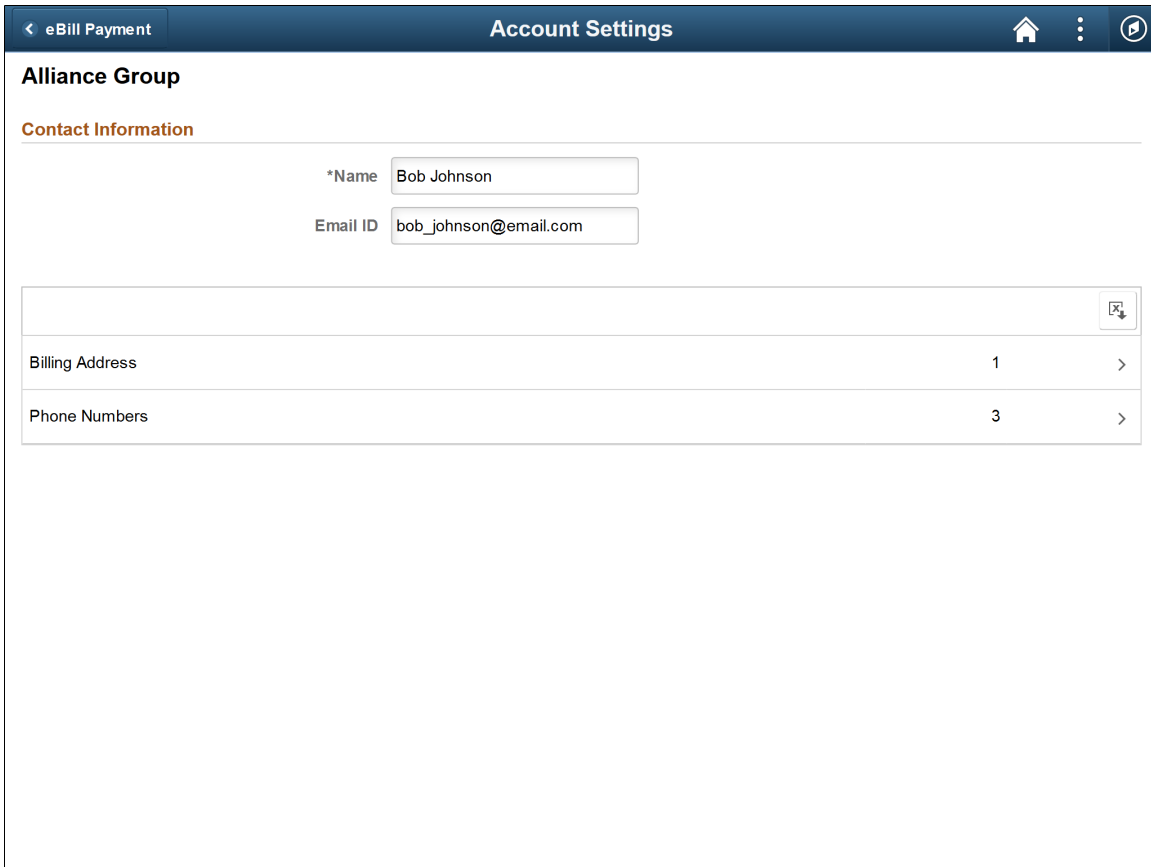 eBill Payment
Account Settings
Alliance Group
Contact Information
*Name Bob Johnson
Email ID bob_johnson@email.com
Billing Address 1
Phone Numbers 3